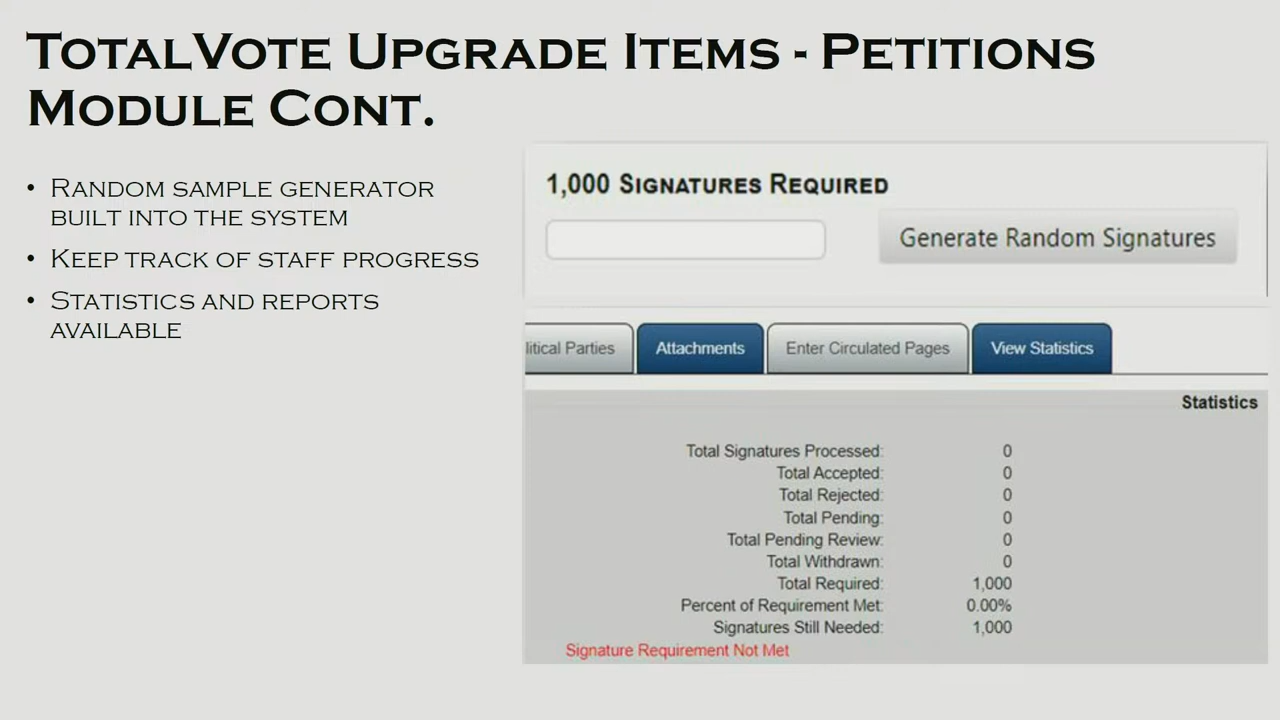 TotalVote Upgrade Items - Petitions
Module Cont.
• Random sample generator
built into the system
• Keep track of staff progress
• Statistics and reports
available
1,000 Signatures Required
Generate Random Signatures
litical Parties
Attachments
Enter Circulated Pages
View Statistics
Statistics
Total Signatures Processed: 0
Total Accepted: 0
Total Rejected: 0
Total Pending: 0
Total Pending Review: 0
Total Withdrawn: 0
Total Required: 1,000
Percent of Requirement Met: 0.00%
Signatures Still Needed: 1,000
Signature Requirement Not Met